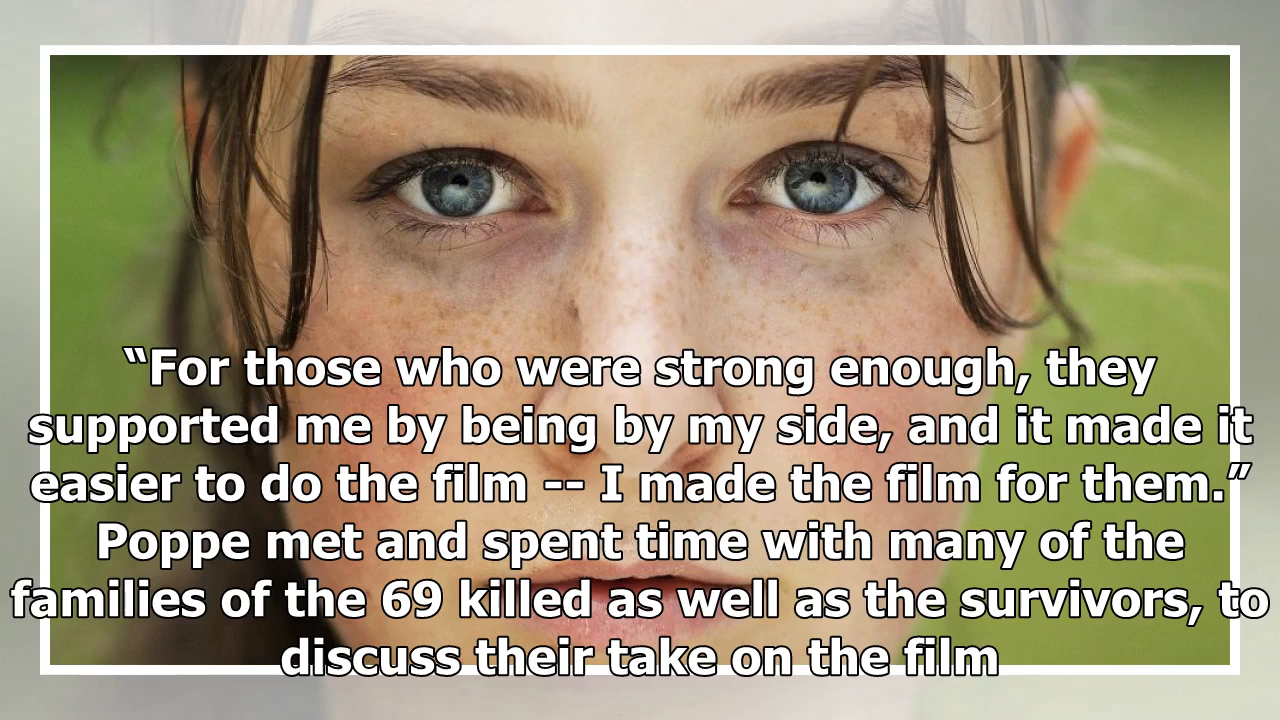 “For those who were strong enough, they
supported me by being by my side, and it made it
easier to do the film -- I made the film for them.”
Poppe met and spent time with many of the
families of the 69 killed as well as the survivors, to
discuss their take on the film